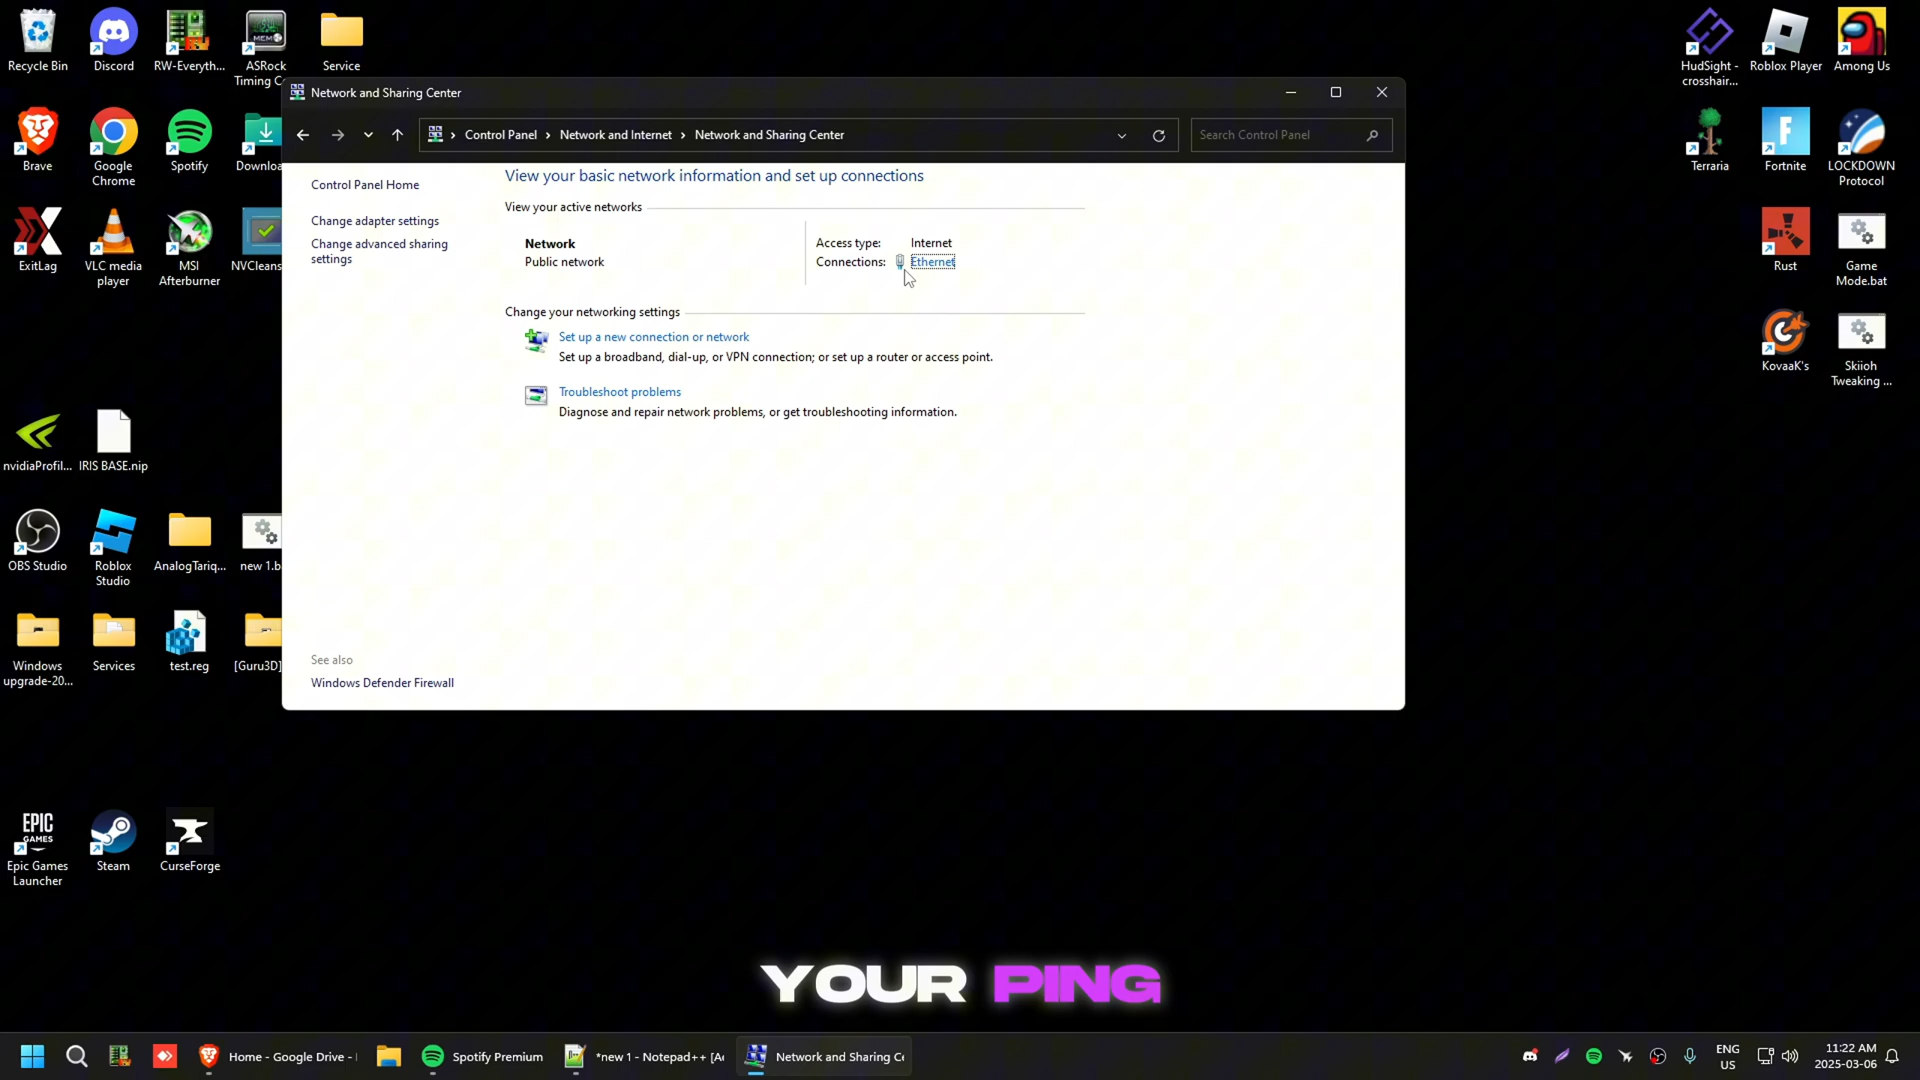 Recycle Bin
Discord
RW-Everyth...
ASRock
Timing C
Service
HudSight -
crosshair...
Roblox Player
Among Us
Network and Sharing Center
Control Panel > Network and Internet > Network and Sharing Center
Search Control Panel
Brave
Google
Chrome
Spotify
Downloa
Terraria
Fortnite
LOCKDOWN
Protocol
Control Panel Home
Change adapter settings
Change advanced sharing
settings
View your basic network information and set up connections
View your active networks
Network
Public network
Access type: Internet
Connections: Ethernet
Change your networking settings
Set up a new connection or network
Set up a broadband, dial-up, or VPN connection; or set up a router or access point.
Troubleshoot problems
Diagnose and repair network problems, or get troubleshooting information.
ExitLag
VLC media
player
MSI
Afterburner
NVCleans
Rust
Game
Mode.bat
KovaaK's
Skiioh
Tweaking ...
nvidiaProfil...
IRIS BASE.nip
OBS Studio
Roblox
Studio
AnalogTariq...
new 1.b
Windows
upgrade-20...
Services
test.reg
[Guru3D]
See also
Windows Defender Firewall
EPIC
GAMES
Epic Games
Launcher
Steam
CurseForge
YOUR PING
Home - Google Drive -
Spotify Premium
*new 1 - Notepad++ [Ad
Network and Sharing Ce
ENG
US
11:22 AM
2025-03-06